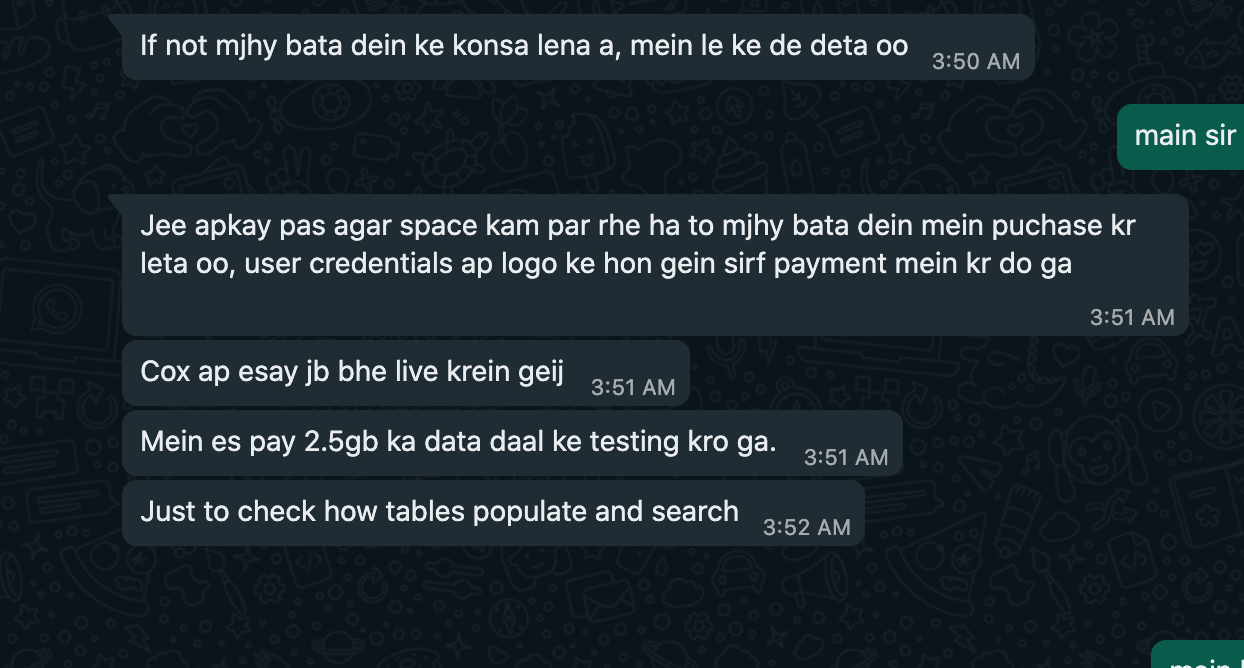 If not mjhy bata dein ke konsa lena a, mein le ke de deta oo
3:50 AM
main sir
Jee apkay pas agar space kam par rhe ha to mjhy bata dein mein puchase kr
leta oo, user credentials ap logo ke hon gein sirf payment mein kr do ga
3:51 AM
Cox ap esay jb bhe live krein geij
3:51 AM
Mein es pay 2.5gb ka data daal ke testing kro ga.
3:51 AM
Just to check how tables populate and search
3:52 AM